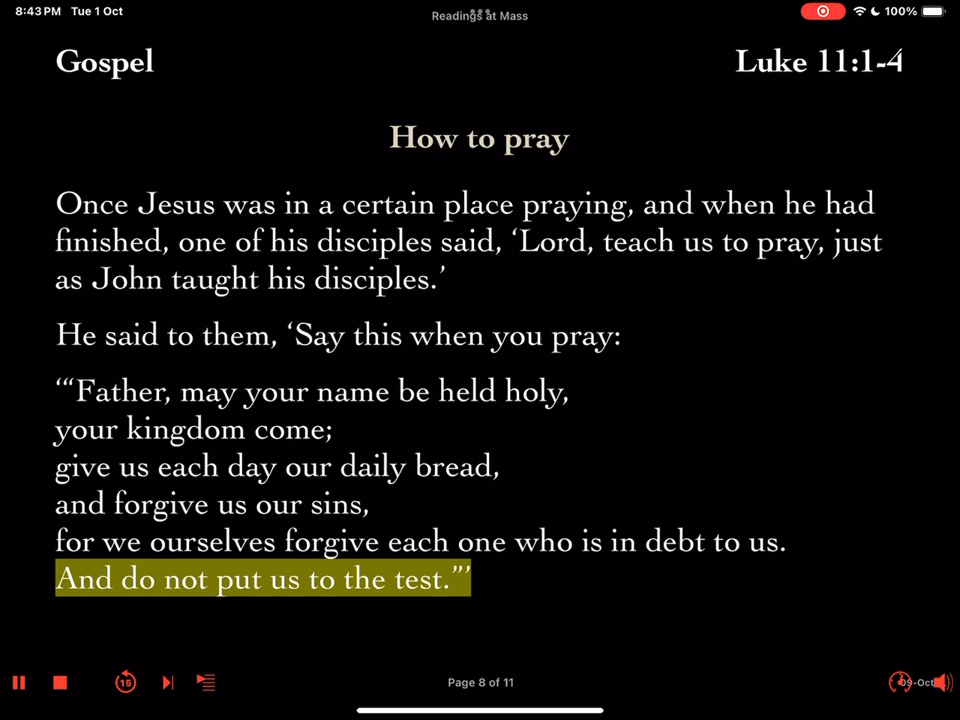 8:43 PM Tue 1 Oct
Readings at Mass
100%
Gospel
Luke 11:1-4
How to pray
Once Jesus was in a certain place praying, and when he had
finished, one of his disciples said, ‘Lord, teach us to pray, just
as John taught his disciples.’
He said to them, ‘Say this when you pray:
‘“Father, may your name be held holy,
your kingdom come;
give us each day our daily bread,
and forgive us our sins,
for we ourselves forgive each one who is in debt to us.
And do not put us to the test.”’
15
Page 8 of 11